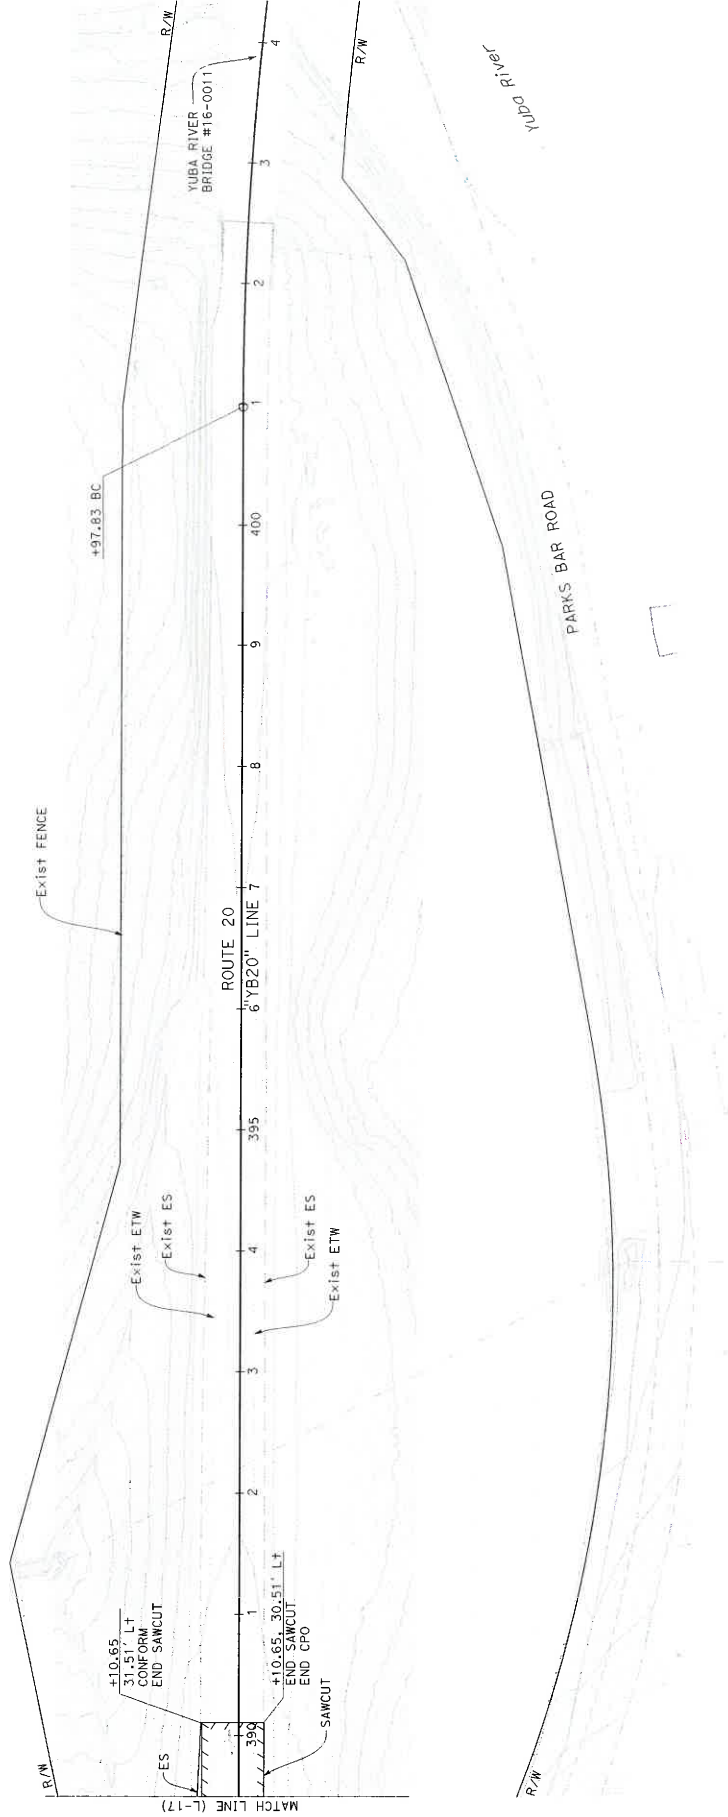 R/W
YUBA RIVER
BRIDGE #16-0011
R/W
Yuba River
4
3
2
1
+97.83 BC
400
9
PARKS BAR ROAD
8
Exist FENCE
7
ROUTE 20
"YB20" LINE
6
395
Exist ETW
Exist ES
4
Exist ES
Exist ETW
3
2
1
+10.65
31.51' Lt
CONFORM
END SAWCUT
+10.65, 30.51' Lt
END SAWCUT
END CPO
390
SAWCUT
ES
R/W
R/W
MATCH LINE (L-17)